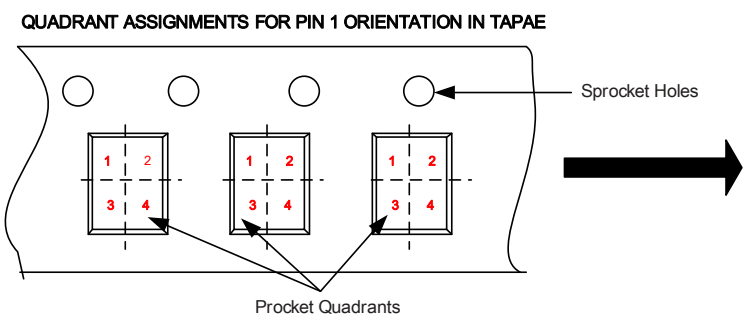 QUADRANT ASSIGNMENTS FOR PIN 1 ORIENTATION IN TAPAE
Sprocket Holes
1 2 1 2 1 2
3 4 3 4 3 4
Procket Quadrants